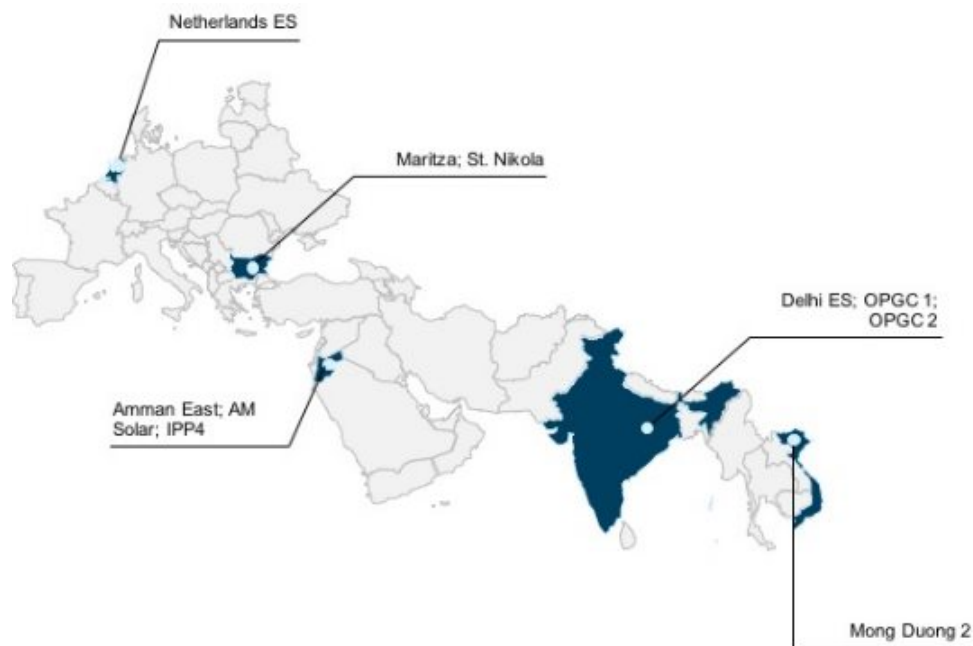 Netherlands ES
Maritza; St. Nikola
Delhi ES; OPGC 1;
OPGC 2
Amman East; AM
Solar; IPP4
Mong Duong 2